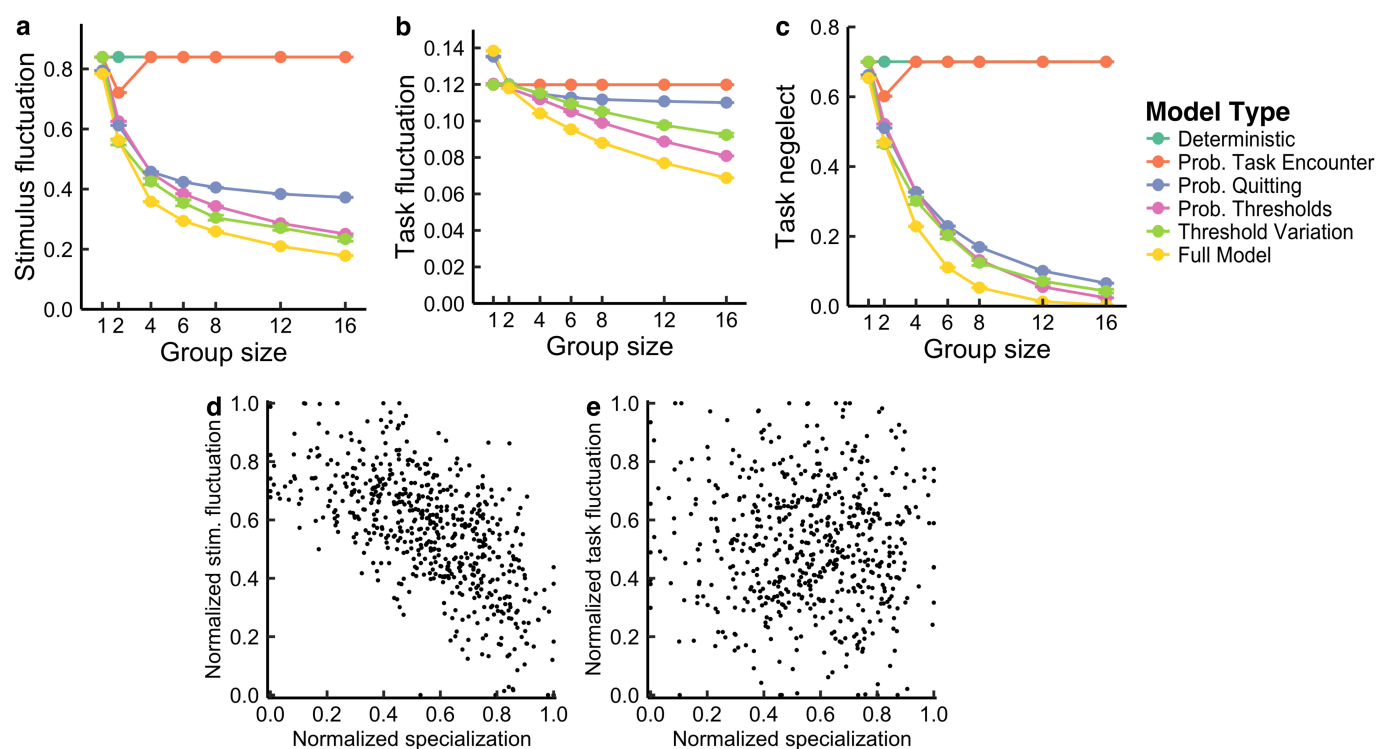 a
Stimulus fluctuation
0.8
0.6
0.4
0.2
0.0
1 2 4 6 8 12 16
Group size
b
Task fluctuation
0.14
0.12
0.10
0.08
0.06
0.04
0.02
0.00
1 2 4 6 8 12 16
Group size
c
Task negelect
0.8
0.6
0.4
0.2
0.0
1 2 4 6 8 12 16
Group size
Model Type
Deterministic
Prob. Task Encounter
Prob. Quitting
Prob. Thresholds
Threshold Variation
Full Model
d
Normalized stim. fluctuation
1.0
0.8
0.6
0.4
0.2
0.0
0.0 0.2 0.4 0.6 0.8 1.0
Normalized specialization
e
Normalized task fluctuation
1.0
0.8
0.6
0.4
0.2
0.0
0.0 0.2 0.4 0.6 0.8 1.0
Normalized specialization